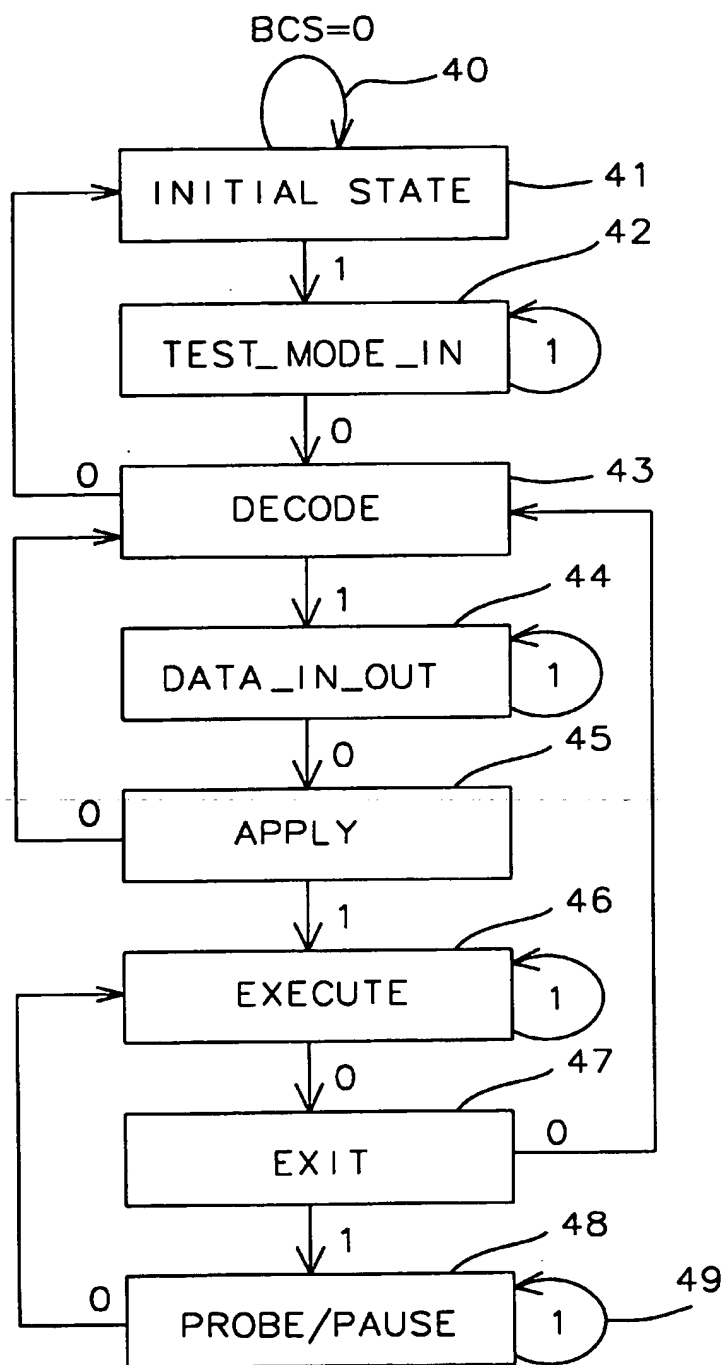 BCS=0
40
INITIAL STATE
41
1
42
TEST_MODE_IN
1
0
0
43
DECODE
1
44
DATA_IN_OUT
1
0
45
0
APPLY
1
46
EXECUTE
1
0
47
0
EXIT
1
48
0
49
PROBE/PAUSE
1